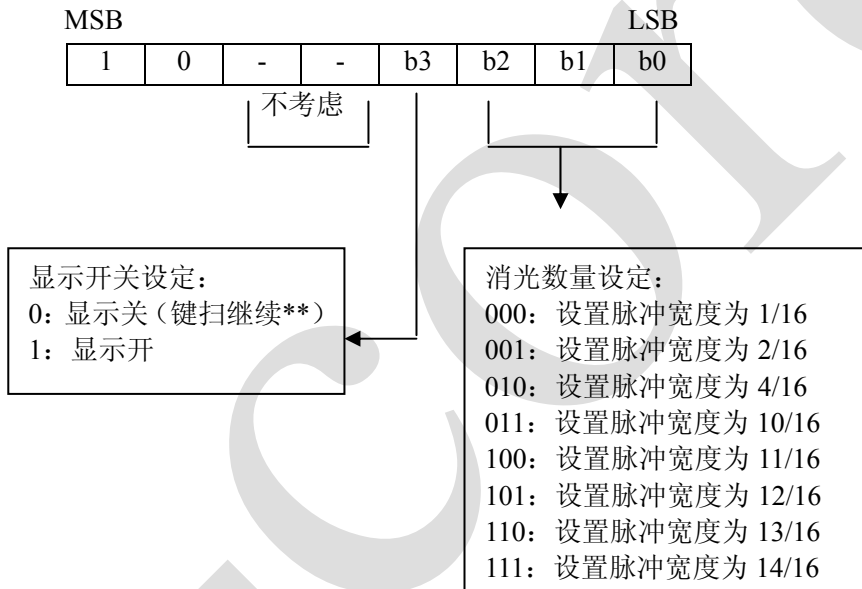 MSB LSB
1 0 - - b3 b2 b1 b0
不考虑
显示开关设定：
0：显示关（键扫继续**）
1：显示开
消光数量设定：
000：设置脉冲宽度为 1/16
001：设置脉冲宽度为 2/16
010：设置脉冲宽度为 4/16
011：设置脉冲宽度为 10/16
100：设置脉冲宽度为 11/16
101：设置脉冲宽度为 12/16
110：设置脉冲宽度为 13/16
111：设置脉冲宽度为 14/16